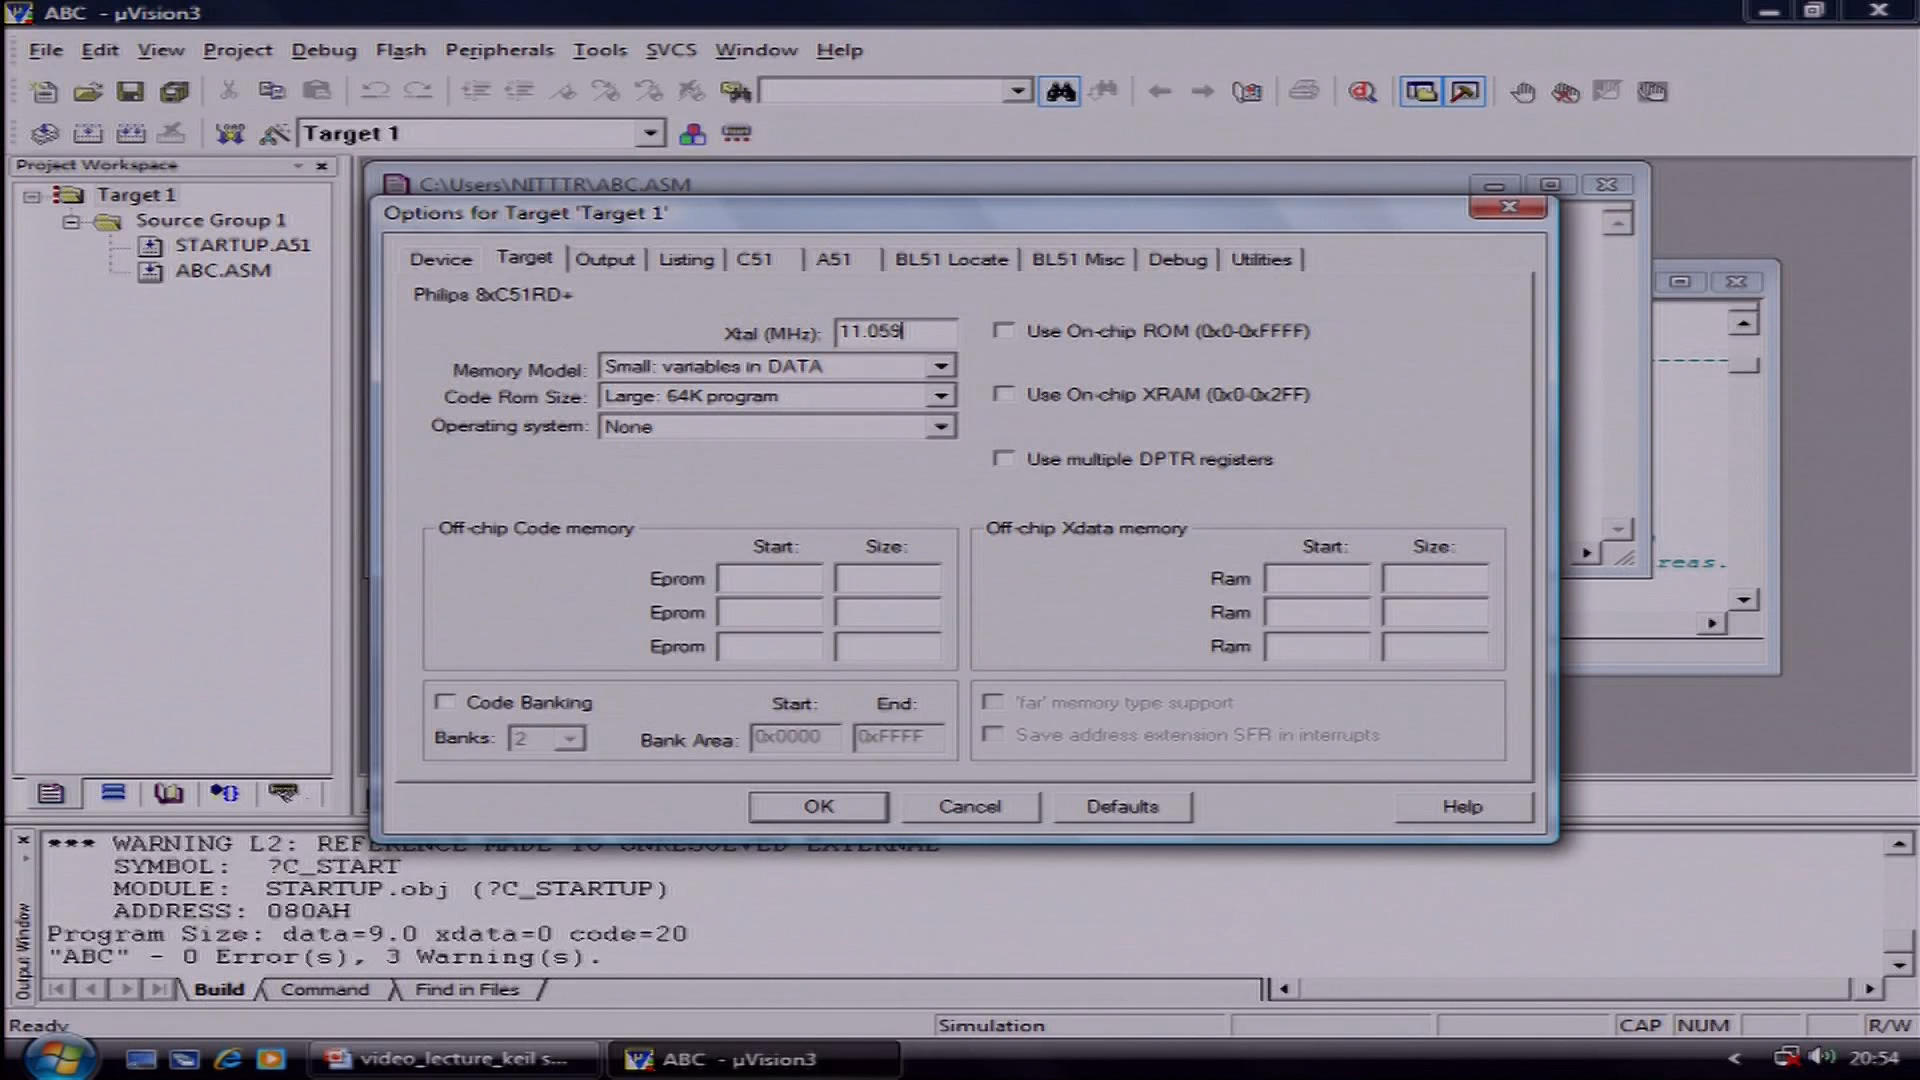 ABC - µVision3
File Edit View Project Debug Flash Peripherals Tools SVCS Window Help
LOAD
Target 1
Project Workspace
Target 1
Source Group 1
STARTUP.A51
ABC.ASM
C:\Users\NITTTR\ABC.ASM
Options for Target 'Target 1'
Device Target Output Listing C51 A51 BL51 Locate BL51 Misc Debug Utilities
Philips 8xC51RD+
Xtal (MHz): 11.059
Use On-chip ROM (0x0-0xFFFF)
Memory Model: Small: variables in DATA
Code Rom Size: Large: 64K program
Use On-chip XRAM (0x0-0x2FF)
Operating system: None
Use multiple DPTR registers
Off-chip Code memory
Start: Size:
Eprom
Eprom
Eprom
Off-chip Xdata memory
Start: Size:
Ram
Ram
Ram
Code Banking Start: End:
Banks: 2 Bank Area: 0x0000 0xFFFF
'far' memory type support
Save address extension SFR in interrupts
OK Cancel Defaults Help
reas.
*** WARNING L2: REFERENCE MADE TO UNRESOLVED EXTERNAL
SYMBOL: ?C_START
MODULE: STARTUP.obj (?C_STARTUP)
ADDRESS: 080AH
Program Size: data=9.0 xdata=0 code=20
"ABC" - 0 Error(s), 3 Warning(s).
Output Window
Build Command Find in Files
Ready Simulation CAP NUM R/W
video_lecture_keil s... ABC - µVision3 20:54